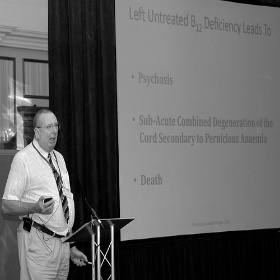 Left Untreated B12 Deficiency Leads To
• Psychosis
• Sub-Acute Combined Degeneration of the
Cord Secondary to Pernicious Anaemia
• Death